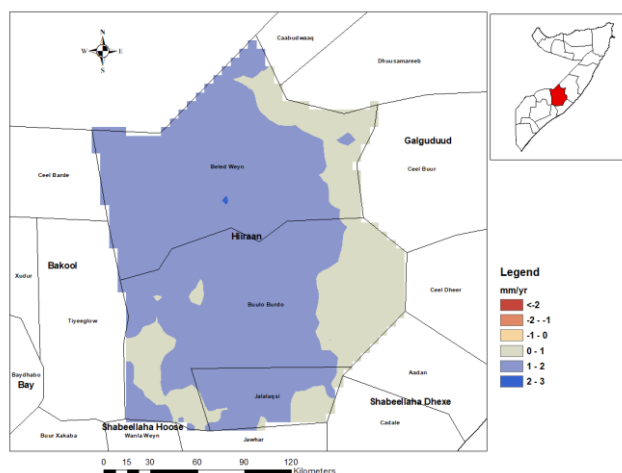 N
W E
S
Caabudwaaq
Dhuusamareeb
Galguduud
Ceel Buur
Beled Weyn
Ceel Barde
Hiiraan
Bakool
Xudur
Tiyeeglow
Buulo Burdo
Ceel Dheer
Baydhabo
Bay
Jalalaqsi
Aadan
Shabeellaha Dhexe
Cadale
Shabeellaha Hoose
Buur Xakaba
Wanla Weyn
Jawhar
0 15 30 60 90 120
Kilometers
Legend
mm/yr
<-2
-2 - -1
-1 - 0
0 - 1
1 - 2
2 - 3